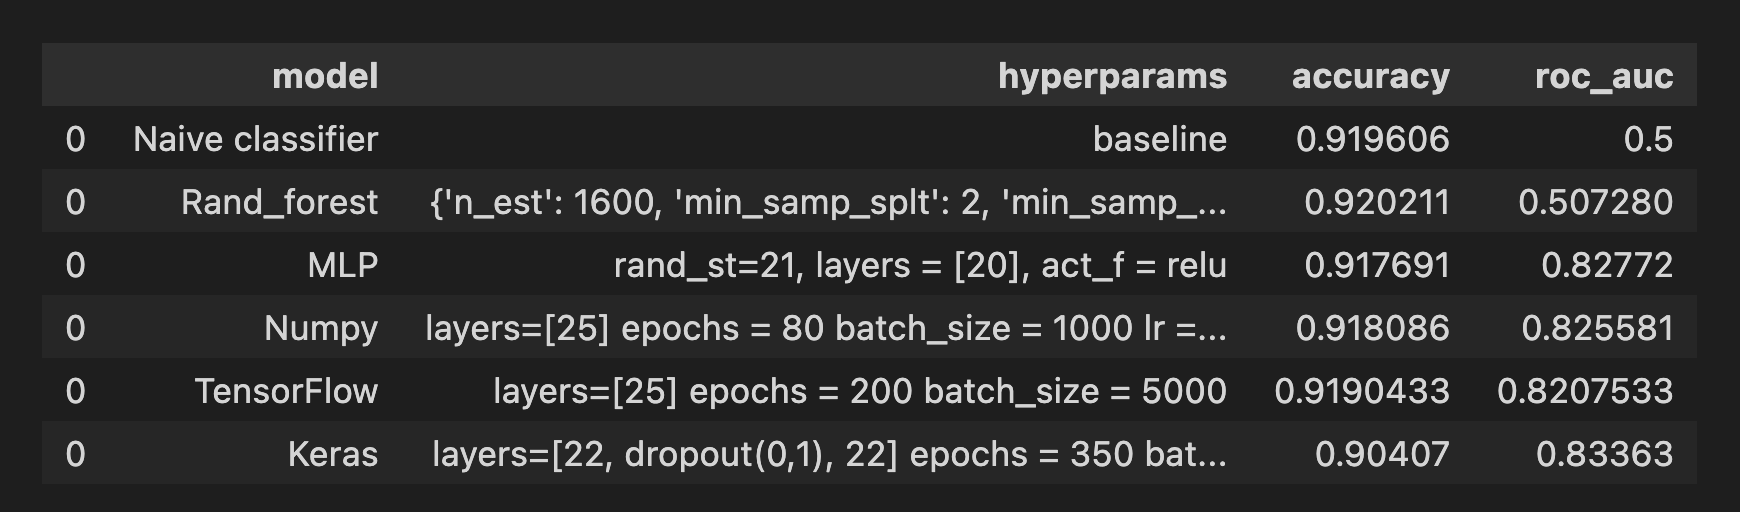 model hyperparams accuracy roc_auc
0 Naive classifier baseline 0.919606 0.5
0 Rand_forest {'n_est': 1600, 'min_samp_splt': 2, 'min_samp_... 0.920211 0.507280
0 MLP rand_st=21, layers = [20], act_f = relu 0.917691 0.82772
0 Numpy layers=[25] epochs = 80 batch_size = 1000 lr =... 0.918086 0.825581
0 TensorFlow layers=[25] epochs = 200 batch_size = 5000 0.9190433 0.8207533
0 Keras layers=[22, dropout(0,1), 22] epochs = 350 bat... 0.90407 0.83363